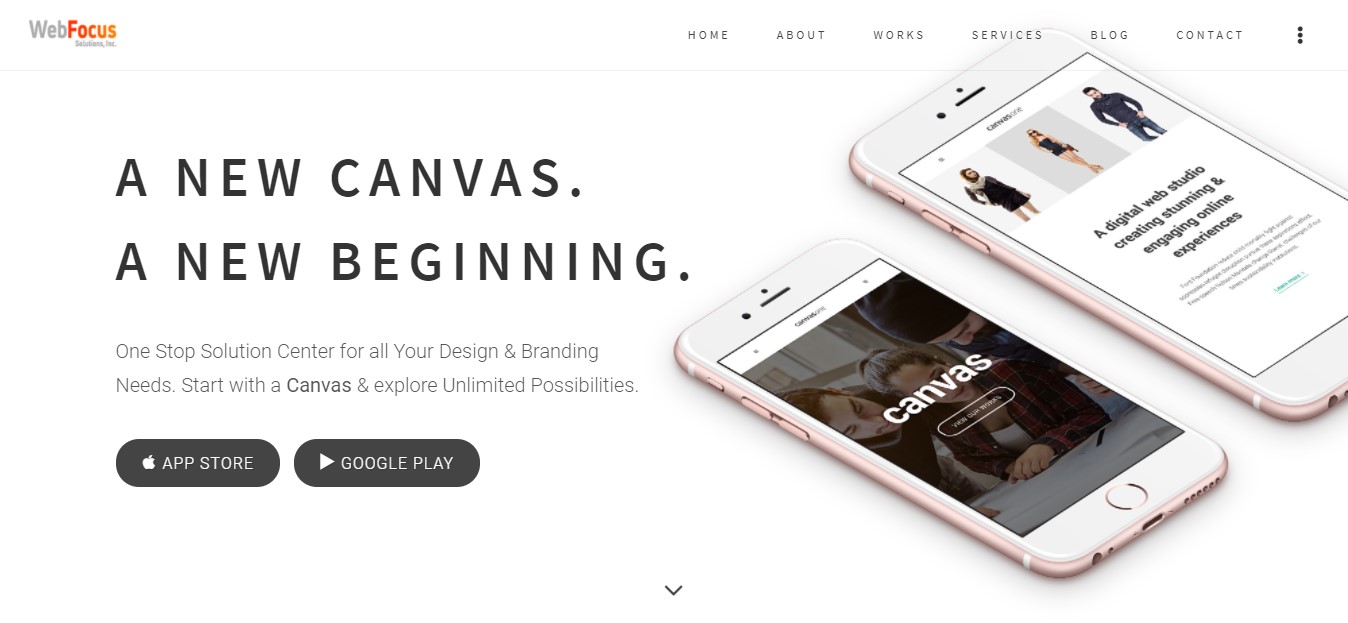 WebFocus
Solutions, Inc.
HOME ABOUT WORKS SERVICES BLOG CONTACT
A NEW CANVAS.
A NEW BEGINNING.
One Stop Solution Center for all Your Design & Branding
Needs. Start with a Canvas & explore Unlimited Possibilities.
APP STORE GOOGLE PLAY
canvasone
A digital web studio
creating stunning &
engaging online
experiences
Learn more >
canvasone
canvas
VIEW OUR WORKS